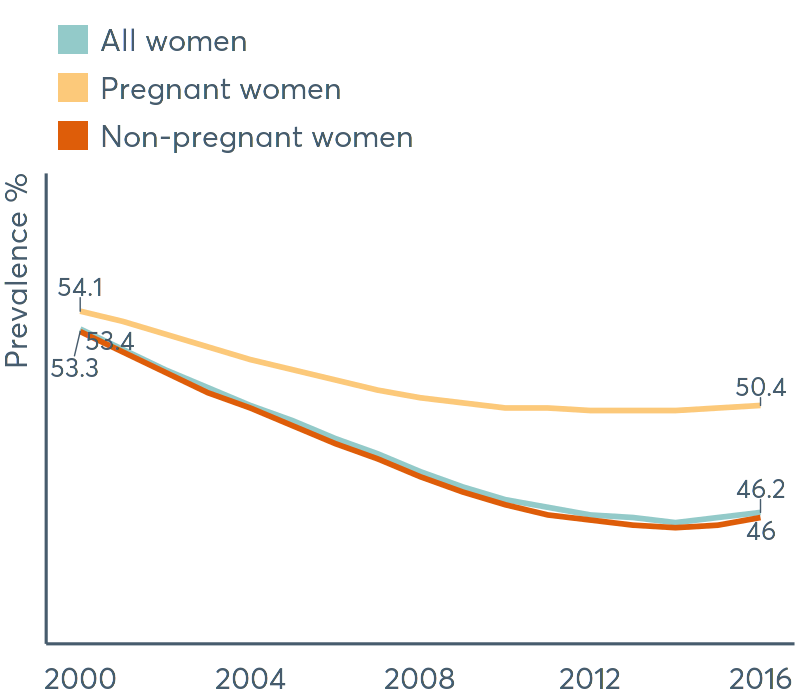 All women
Pregnant women
Non-pregnant women
Prevalence %
54.1
53.4
53.3
50.4
46.2
46
2000 2004 2008 2012 2016